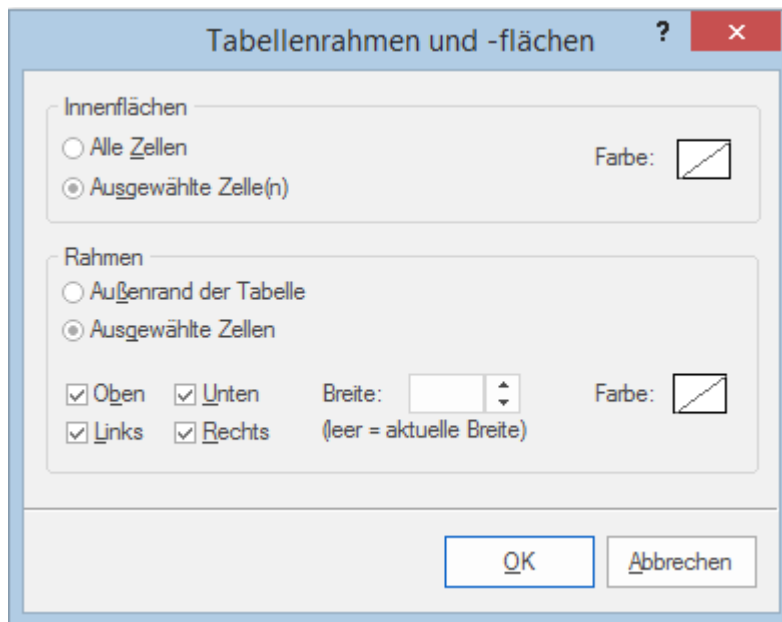 Tabellenrahmen und -flächen ?
Innenflächen
Alle Zellen
Farbe:
Ausgewählte Zelle(n)
Rahmen
Außenrand der Tabelle
Ausgewählte Zellen
Oben Unten Breite: Farbe:
Links Rechts (leer = aktuelle Breite)
OK Abbrechen